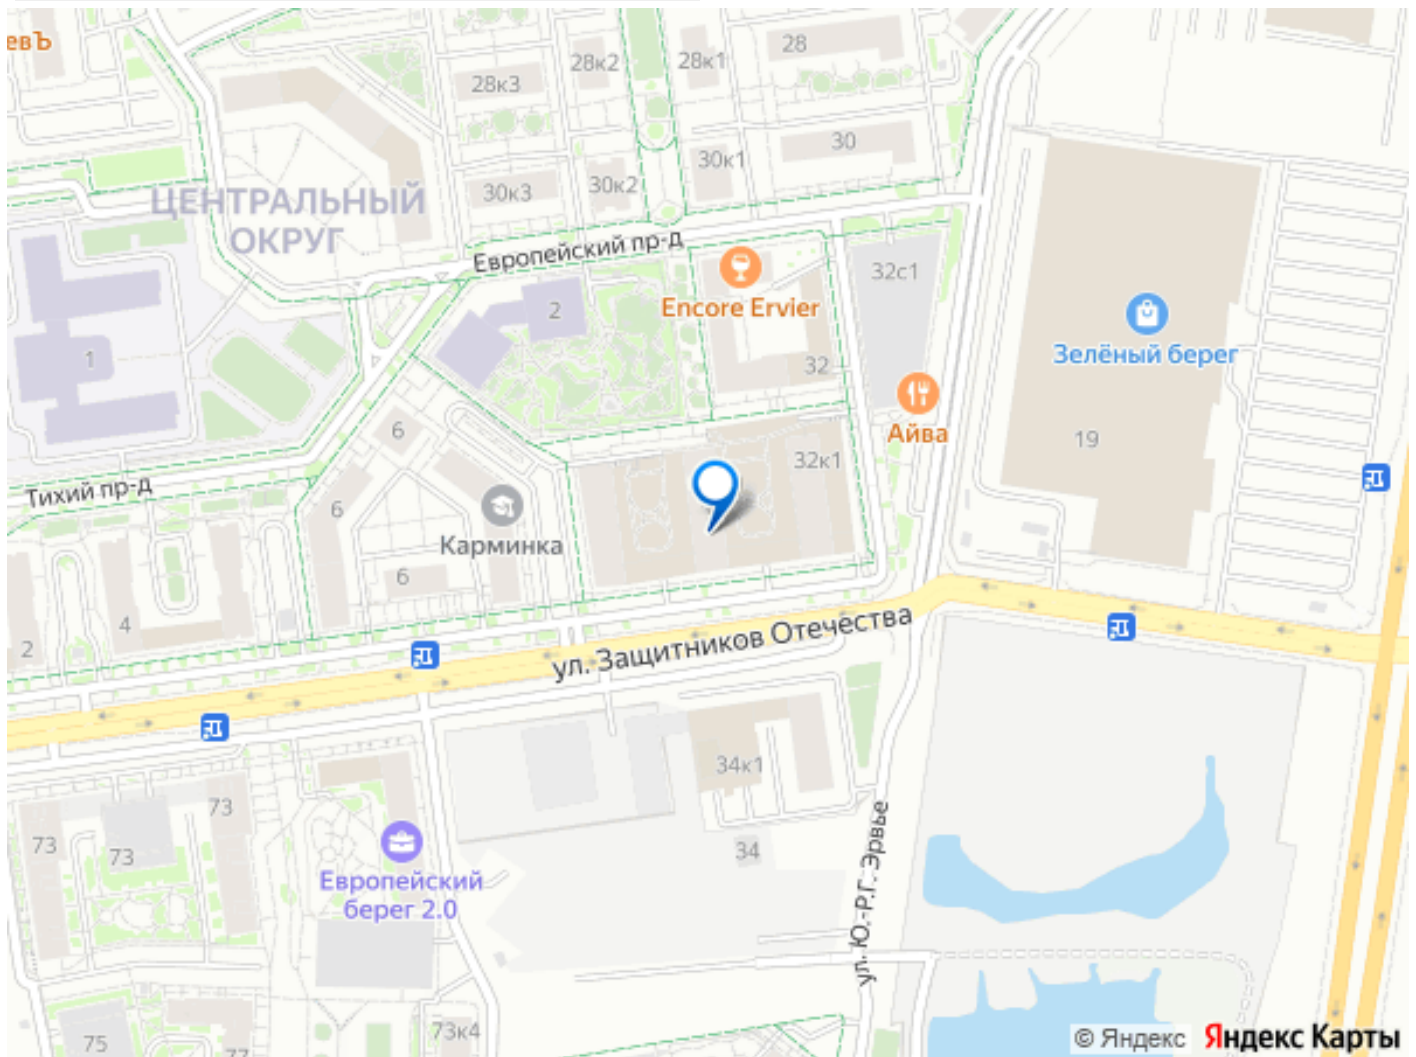 евЪ
28к3
28к2
28к1
28
30к3
30к2
30к1
30
ЦЕНТРАЛЬНЫЙ
ОКРУГ
Европейский пр-д
Encore Ervier
32с1
2
1
32
Зелёный берег
19
Айва
6
32к1
Тихий пр-д
6
Карминка
6
4
2
ул. Защитников Отечества
34к1
34
73
73
73
Европейский
берег 2.0
ул. Ю.-Р.Г. Эрвье
73к4
75
77
© Яндекс Яндекс Карты